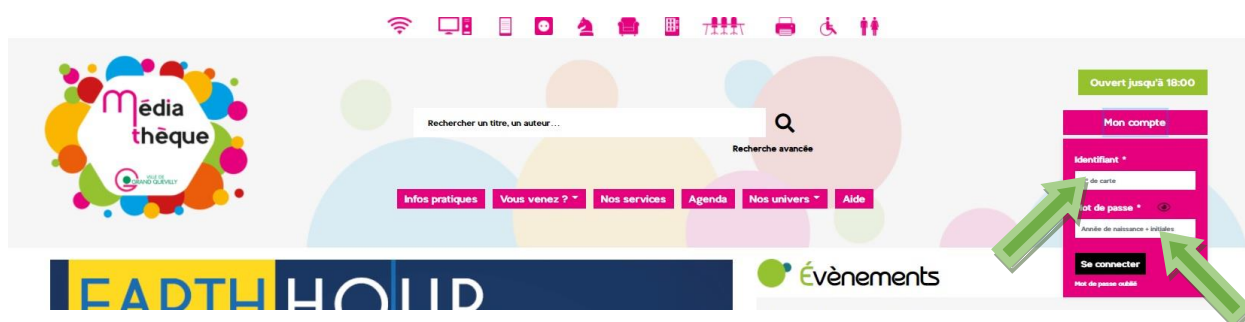 Ouvert jusqu'à 18:00
Média
thèque
VILLE DE
GRAND QUEVILLY
Rechercher un titre, un auteur...
Recherche avancée
Mon compte
Identifiant *
de carte
Mot de passe *
Année de naissance + initiales
Se connecter
Mot de passe oublié
Infos pratiques
Vous venez ?
Nos services
Agenda
Nos univers
Aide
EARTH HOUR
Évènements